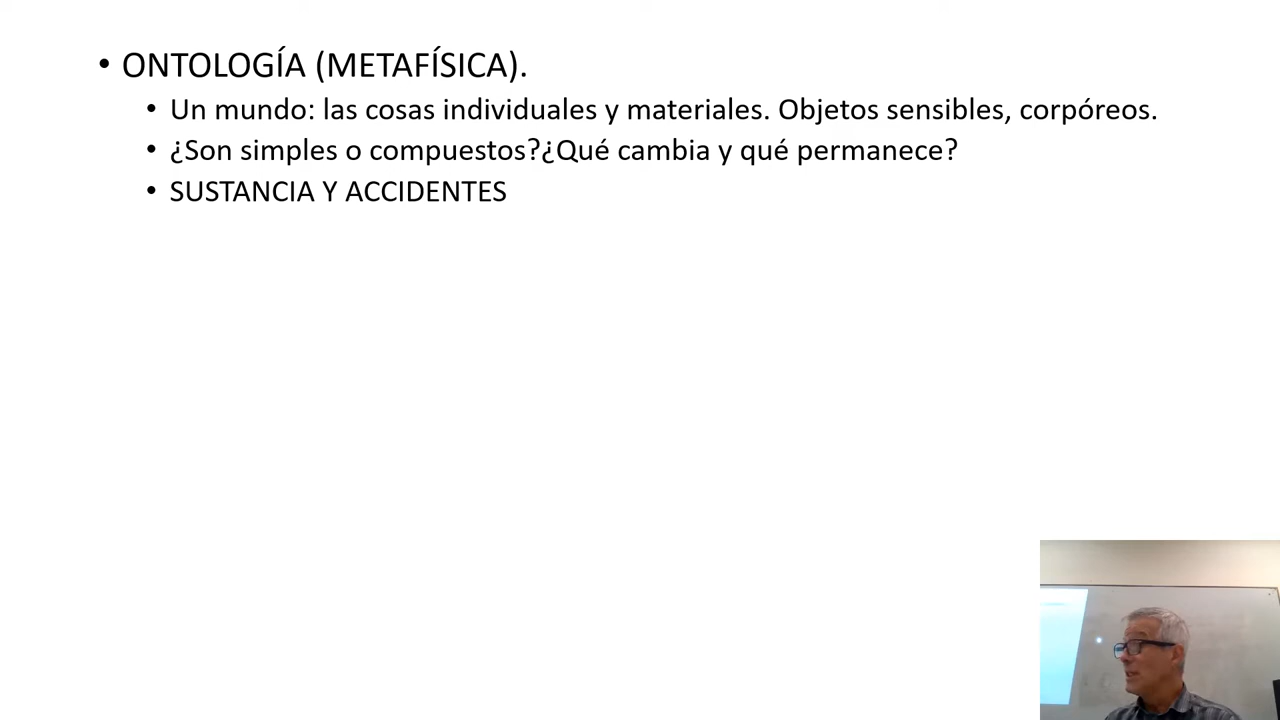 • ONTOLOGÍA (METAFÍSICA).
• Un mundo: las cosas individuales y materiales. Objetos sensibles, corpóreos.
• ¿Son simples o compuestos?¿Qué cambia y qué permanece?
• SUSTANCIA Y ACCIDENTES